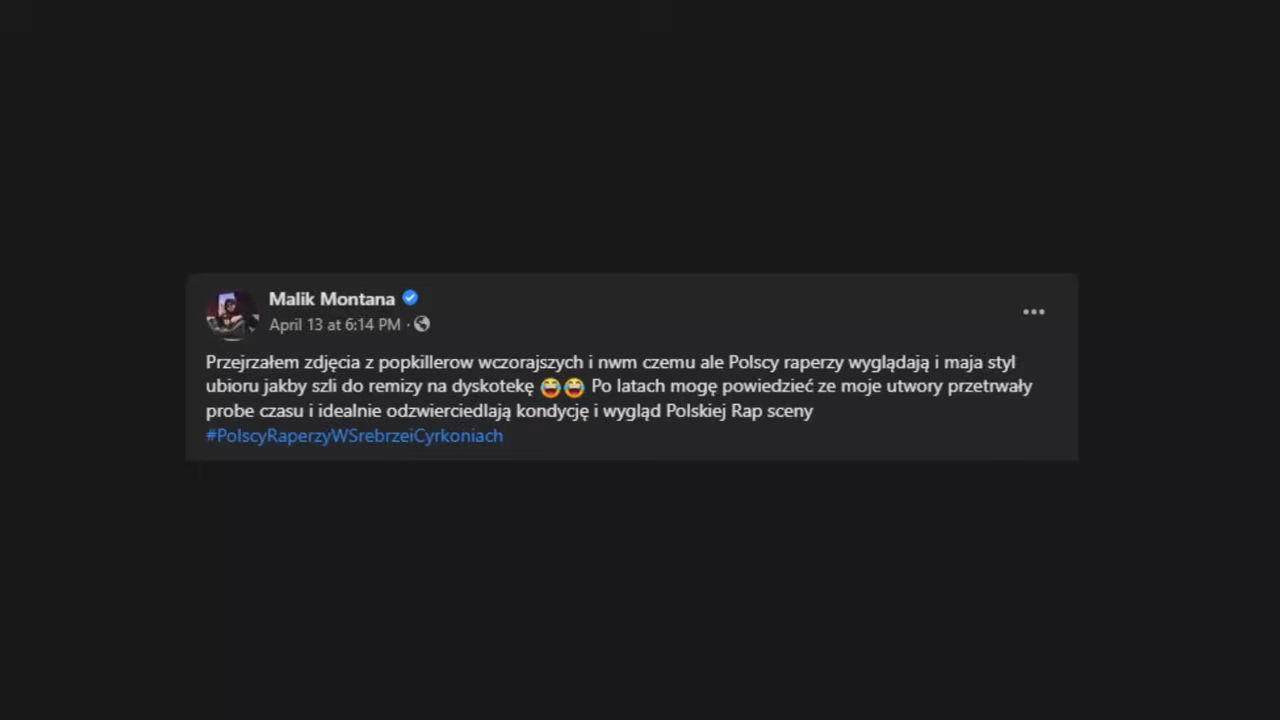 Malik Montana
April 13 at 6:14 PM ·
Przejrzałem zdjęcia z popkillerow wczorajszych i nwm czemu ale Polscy raperzy wyglądają i maja styl
ubioru jakby szli do remizy na dyskotekę 😂😂 Po latach mogę powiedzieć ze moje utwory przetrwały
probe czasu i idealnie odzwierciedlają kondycję i wygląd Polskiej Rap sceny
#PolscyRaperzyWSrebrzeiCyrkoniach